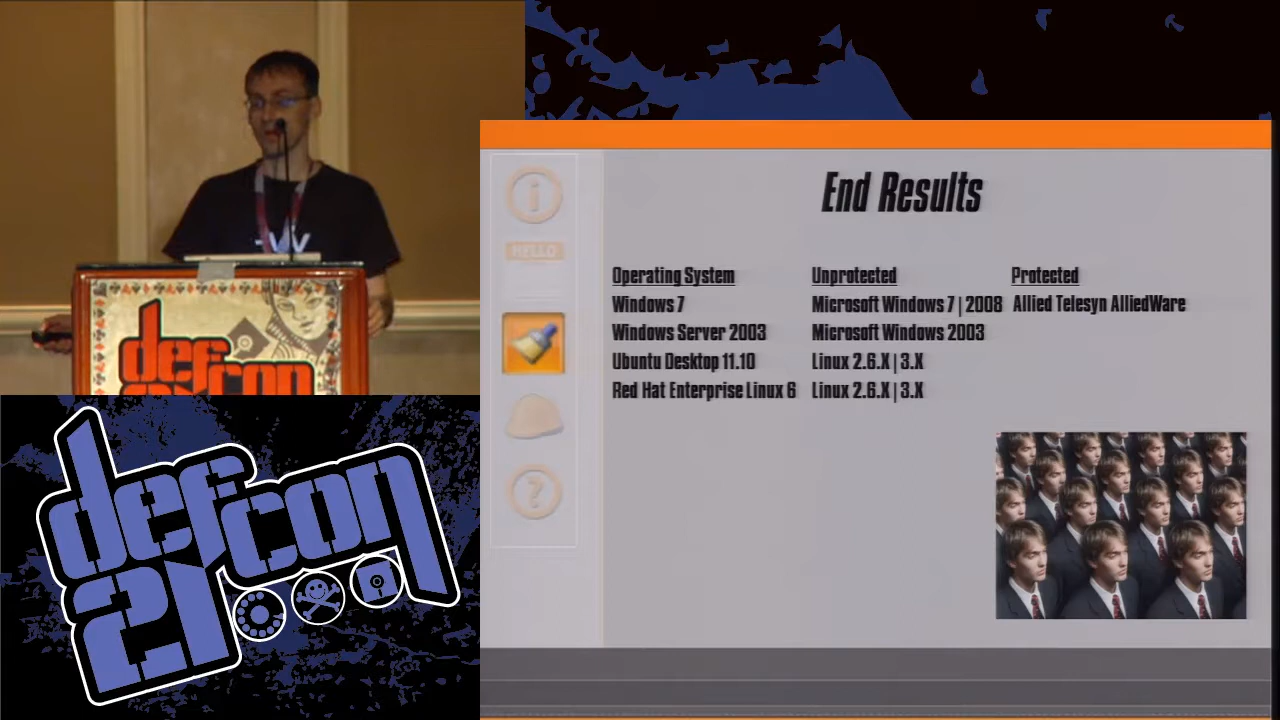 defcon
defcon
21
HELLO
End Results
Operating System Unprotected Protected
Windows 7 Microsoft Windows 7 | 2008 Allied Telesyn AlliedWare
Windows Server 2003 Microsoft Windows 2003
Ubuntu Desktop 11.10 Linux 2.6.X | 3.X
Red Hat Enterprise Linux 6 Linux 2.6.X | 3.X